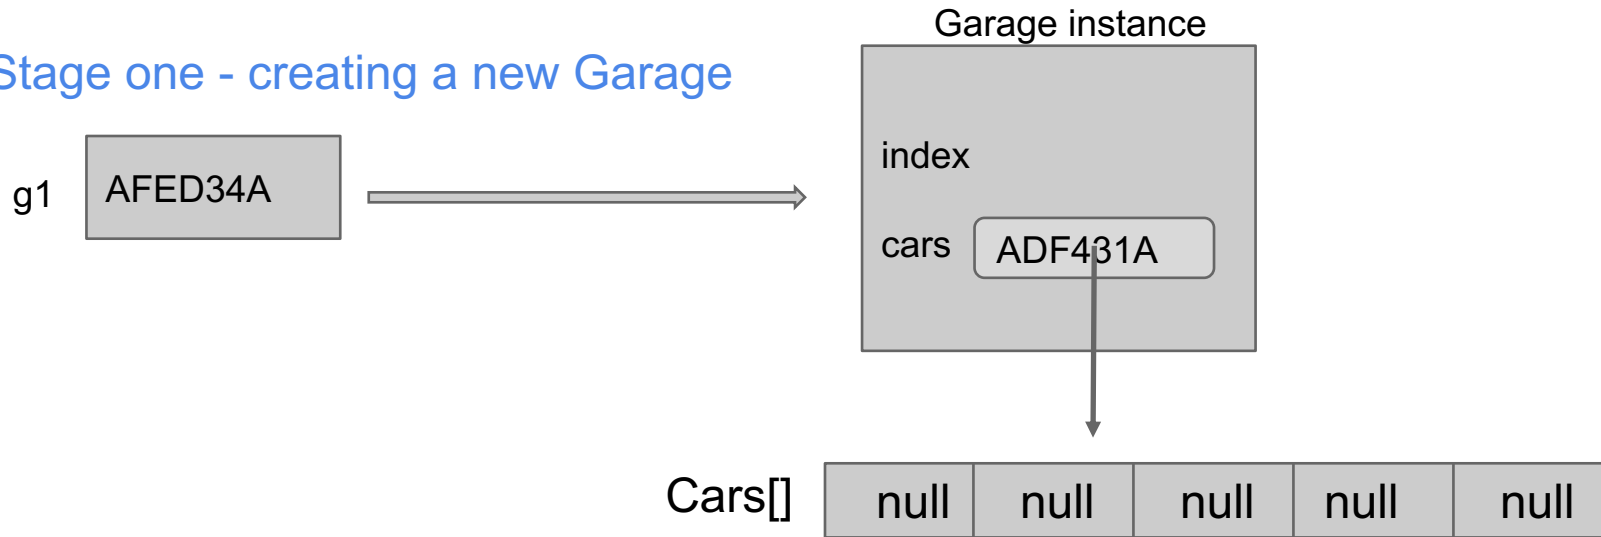 Garage instance
Stage one - creating a new Garage
index
g1
AFED34A
cars
ADF431A
Cars[]
null
null
null
null
null